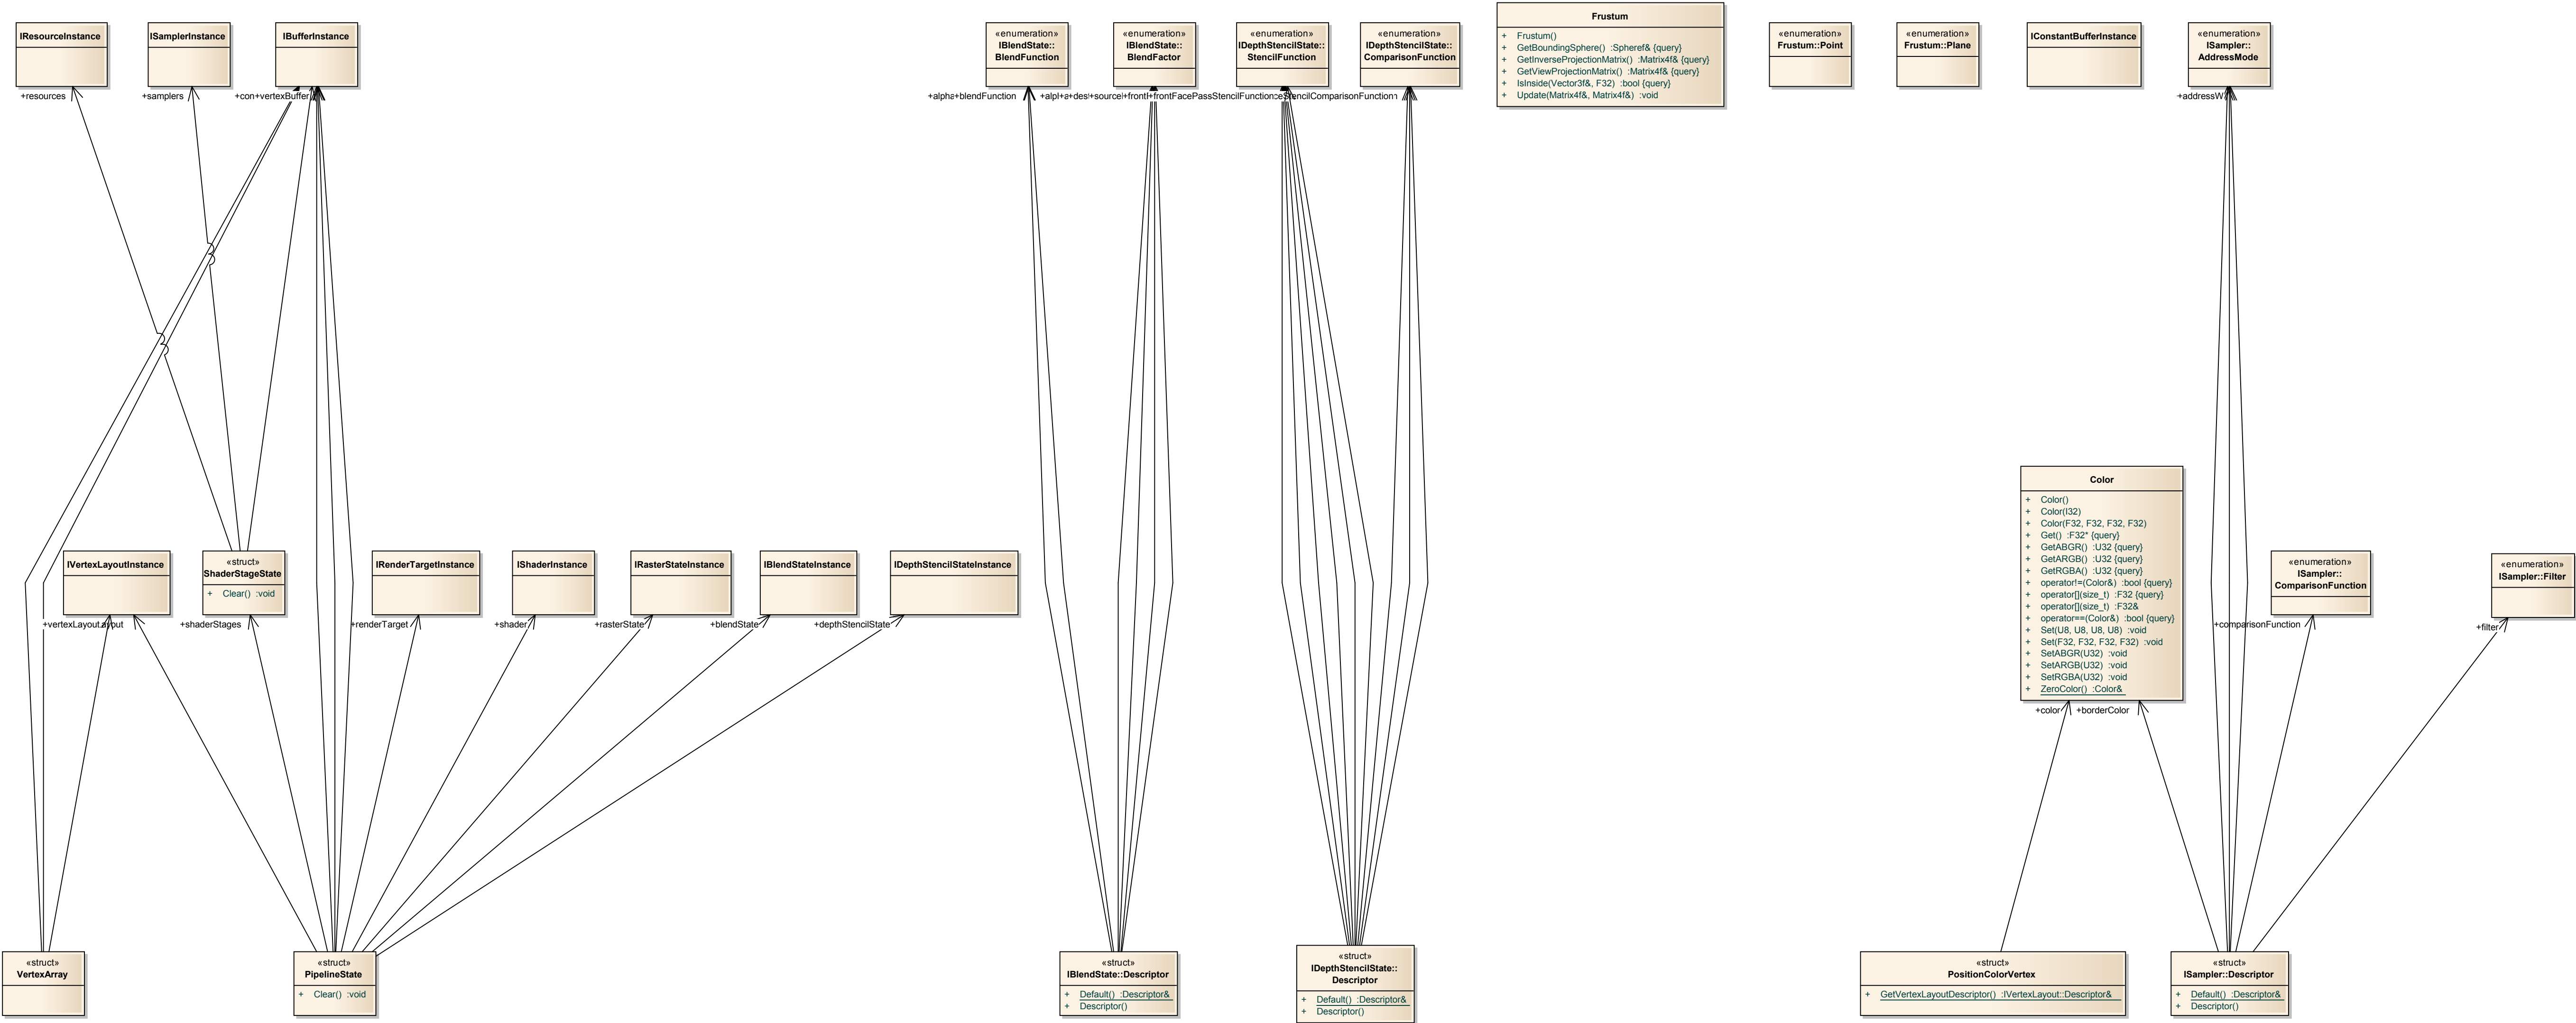 IResourceInstance
ISamplerInstance
IBufferInstance
«enumeration»
IBlendState::
BlendFunction
«enumeration»
IBlendState::
BlendFactor
«enumeration»
IDepthStencilState::
StencilFunction
«enumeration»
IDepthStencilState::
ComparisonFunction
Frustum
+ Frustum()
+ GetBoundingSphere() :Spheref& {query}
+ GetInverseProjectionMatrix() :Matrix4f& {query}
+ GetViewProjectionMatrix() :Matrix4f& {query}
+ IsInside(Vector3f&, F32) :bool {query}
+ Update(Matrix4f&, Matrix4f&) :void
«enumeration»
Frustum::Point
«enumeration»
Frustum::Plane
IConstantBufferInstance
«enumeration»
ISampler::
AddressMode
+resources
+samplers
+vertexBuffer
+blendFunction
+frontFacePassStencilFunction
+addressW
Color
+ Color()
+ Color(I32)
+ Color(F32, F32, F32, F32)
+ Get() :F32* {query}
+ GetABGR() :U32 {query}
+ GetARGB() :U32 {query}
+ GetRGBA() :U32 {query}
+ operator!=(Color&) :bool {query}
+ operator[](size_t) :F32 {query}
+ operator[](size_t) :F32&
+ operator==(Color&) :bool {query}
+ Set(U8, U8, U8, U8) :void
+ Set(F32, F32, F32, F32) :void
+ SetABGR(U32) :void
+ SetARGB(U32) :void
+ SetRGBA(U32) :void
+ ZeroColor() :Color&
IVertexLayoutInstance
«struct»
ShaderStageState
+ Clear() :void
IRenderTargetInstance
IShaderInstance
IRasterStateInstance
IBlendStateInstance
IDepthStencilStateInstance
«enumeration»
ISampler::
ComparisonFunction
«enumeration»
ISampler::Filter
+vertexLayout
+shaderStages
+renderTarget
+shader
+rasterState
+blendState
+depthStencilState
+comparisonFunction
+filter
+color
+borderColor
«struct»
VertexArray
«struct»
PipelineState
+ Clear() :void
«struct»
IBlendState::Descriptor
+ Default() :Descriptor&
+ Descriptor()
«struct»
IDepthStencilState::
Descriptor
+ Default() :Descriptor&
+ Descriptor()
«struct»
PositionColorVertex
+ GetVertexLayoutDescriptor() :IVertexLayout::Descriptor&
«struct»
ISampler::Descriptor
+ Default() :Descriptor&
+ Descriptor()